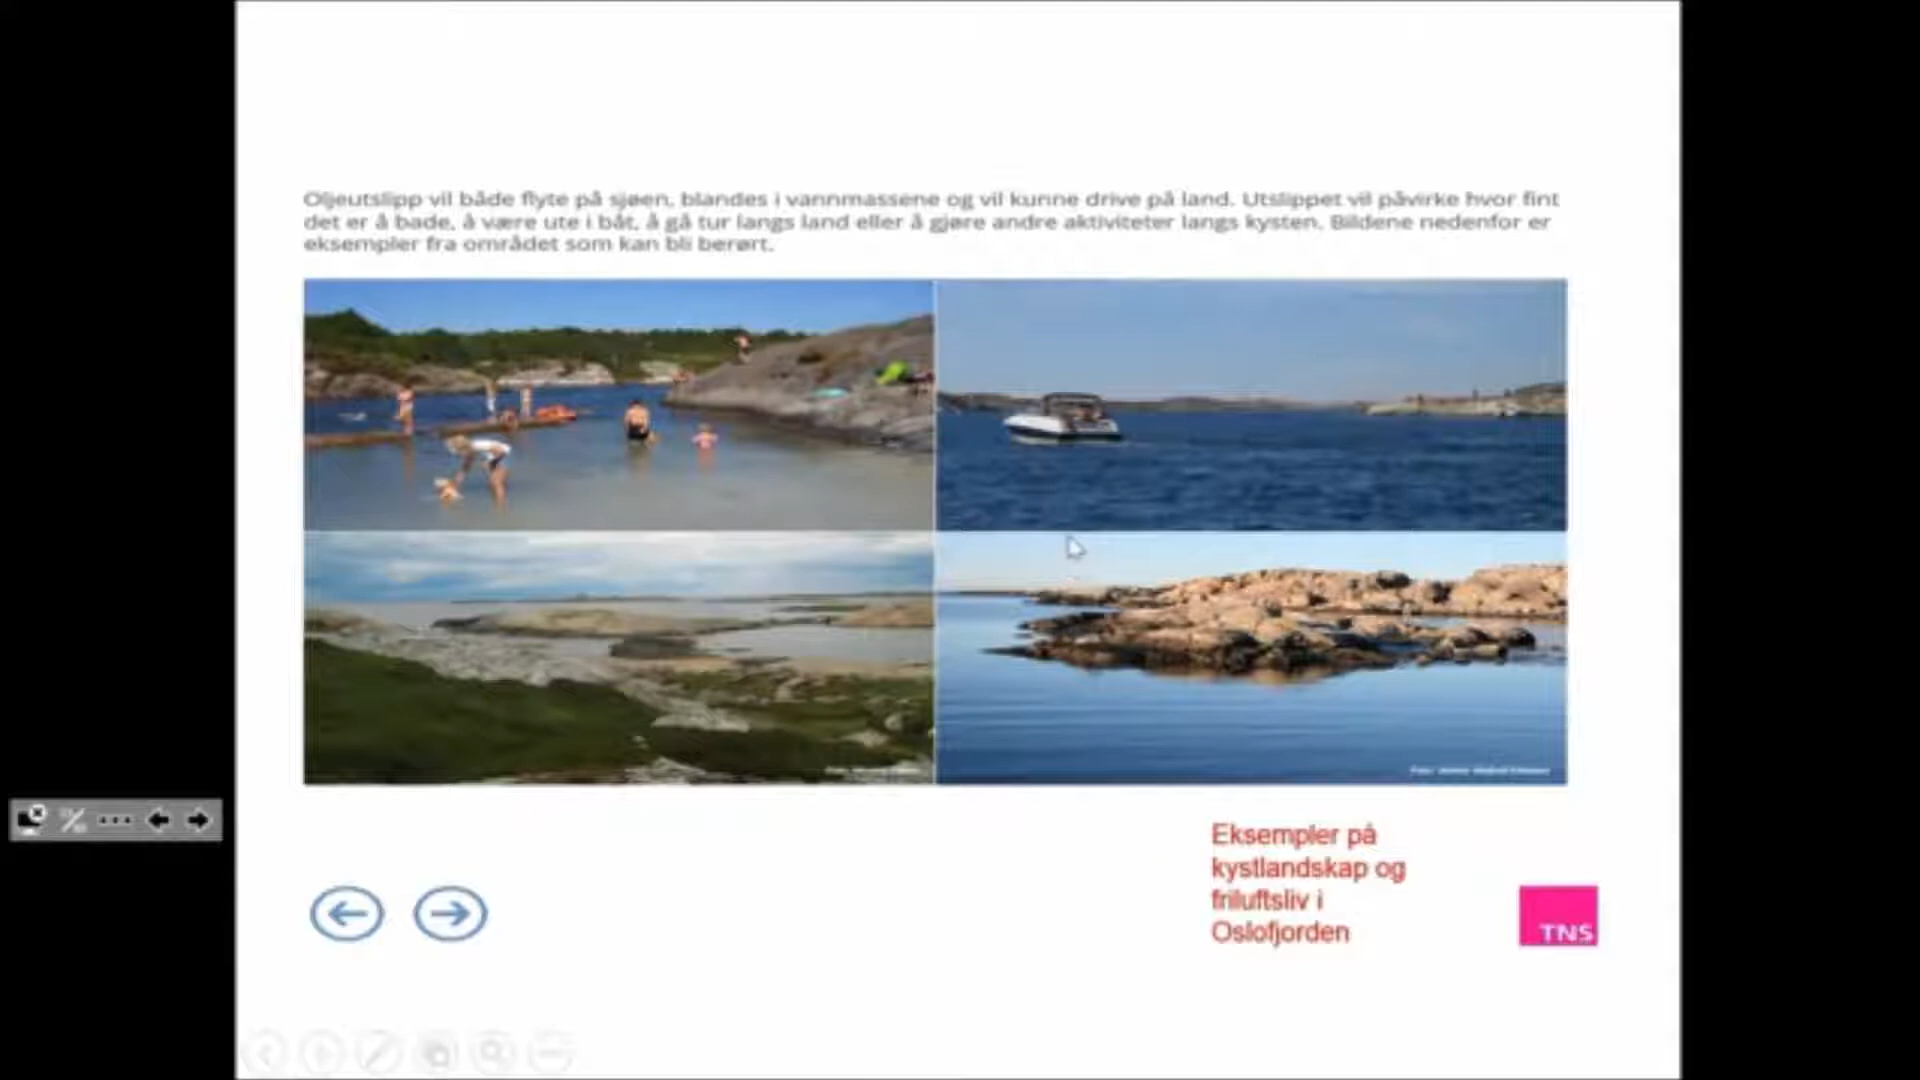 Oljeutslipp vil både flyte på sjøen, blandes i vannmassene og vil kunne drive på land. Utslippet vil påvirke hvor fint
det er å bade, å være ute i båt, å gå tur langs land eller å gjøre andre aktiviteter langs kysten. Bildene nedenfor er
eksempler fra området som kan bli berørt.
Eksempler på
kystlandskap og
friluftsliv i
Oslofjorden
TNS